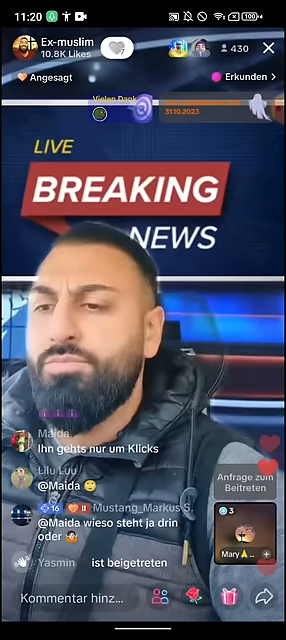 11:20
100+
Ex-muslim
10.8K Likes
430
Angesagt
Erkunden >
Vielen Dank
31.10.2023
LIVE
BREAKING
NEWS
Maida
Ihn gehts nur um Klicks
Lilu Luu
@Maida 🙄
16 II Mustang_Markus S.
@Maida wieso steht ja drin
oder 🤷
Yasmin ist beigetreten
Anfrage zum
Beitreten
3
Mary🙏...
Kommentar hinz...